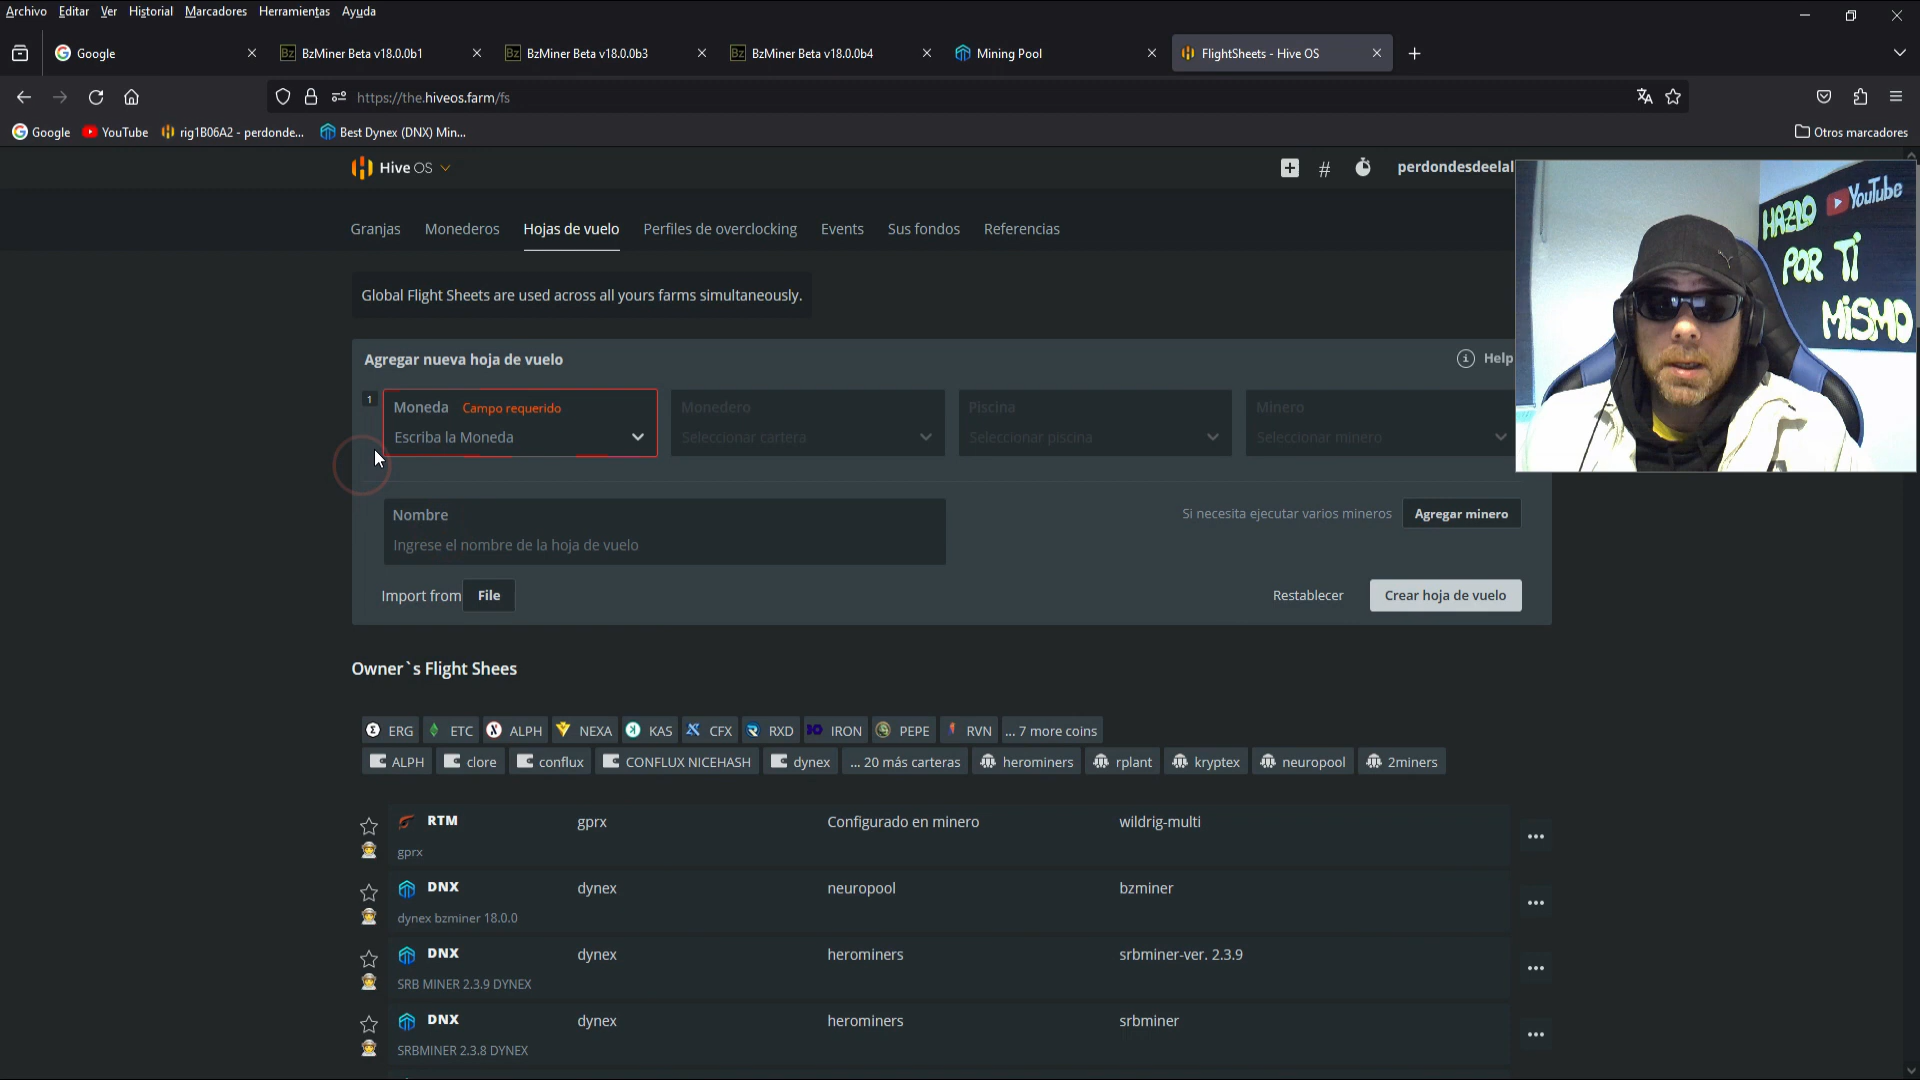 Archivo Editar Ver Historial Marcadores Herramientas Ayuda
Google
BzMiner Beta v18.0.0b1
BzMiner Beta v18.0.0b3
BzMiner Beta v18.0.0b4
Mining Pool
FlightSheets - Hive OS
https://the.hiveos.farm/fs
Google YouTube rig1B06A2 - perdonde... Best Dynex (DNX) Min... Otros marcadores
Hive OS
# perdondesdeelal
Granjas Monederos Hojas de vuelo Perfiles de overclocking Events Sus fondos Referencias
HAZLO YouTube
POR TI
MISMO
Global Flight Sheets are used across all yours farms simultaneously.
Agregar nueva hoja de vuelo
Help
1
Moneda Campo requerido
Escriba la Moneda
Monedero
Seleccionar cartera
Piscina
Seleccionar piscina
Minero
Seleccionar minero
Nombre
Ingrese el nombre de la hoja de vuelo
Si necesita ejecutar varios mineros Agregar minero
Import from File
Restablecer Crear hoja de vuelo
Owner`s Flight Shees
ERG ETC ALPH NEXA KAS CFX RXD IRON PEPE RVN ... 7 more coins
ALPH clore conflux CONFLUX NICEHASH dynex ... 20 más carteras herominers rplant kryptex neuropool 2miners
RTM gprx Configurado en minero wildrig-multi
gprx
DNX dynex neuropool bzminer
dynex bzminer 18.0.0
DNX dynex herominers srbminer-ver. 2.3.9
SRB MINER 2.3.9 DYNEX
DNX dynex herominers srbminer
SRBMINER 2.3.8 DYNEX